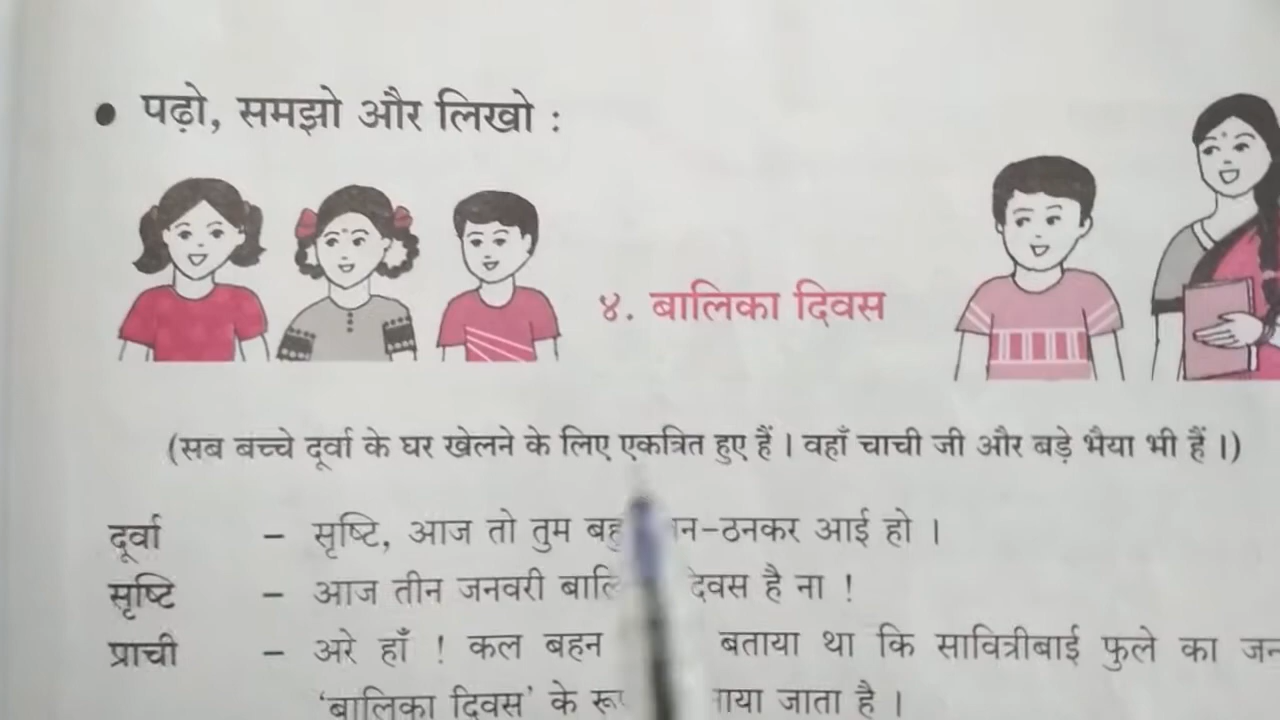 • पढ़ो, समझो और लिखो :
४. बालिका दिवस
(सब बच्चे दूर्वा के घर खेलने के लिए एकत्रित हुए हैं । वहाँ चाची जी और बड़े भैया भी हैं ।)
दूर्वा – सृष्टि, आज तो तुम आई हो ।
सृष्टि – आज तीन जनवरी है ना !
प्राची – अरे हाँ ! कल बहन बताया था कि सावित्रीबाई फुले का
‘बालिका दिवस’ के जाता है ।